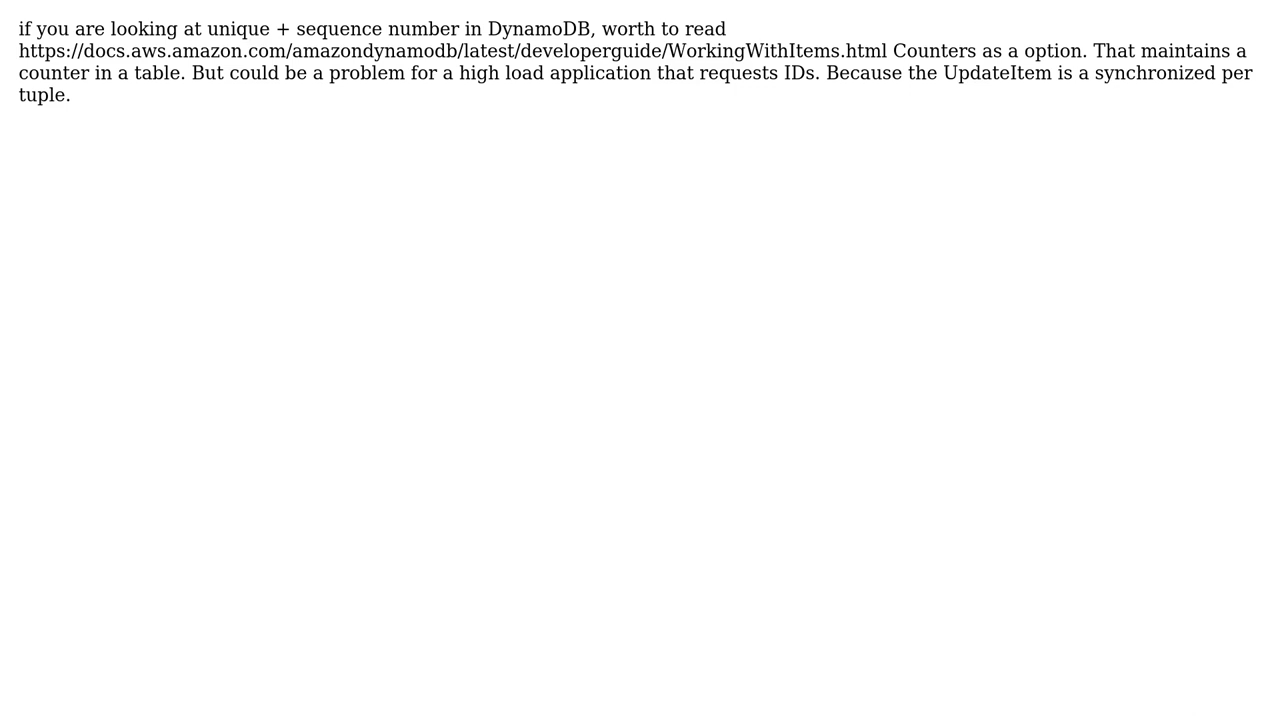 if you are looking at unique + sequence number in DynamoDB, worth to read
https://docs.aws.amazon.com/amazondynamodb/latest/developerguide/WorkingWithItems.html Counters as a option. That maintains a
counter in a table. But could be a problem for a high load application that requests IDs. Because the UpdateItem is a synchronized per
tuple.